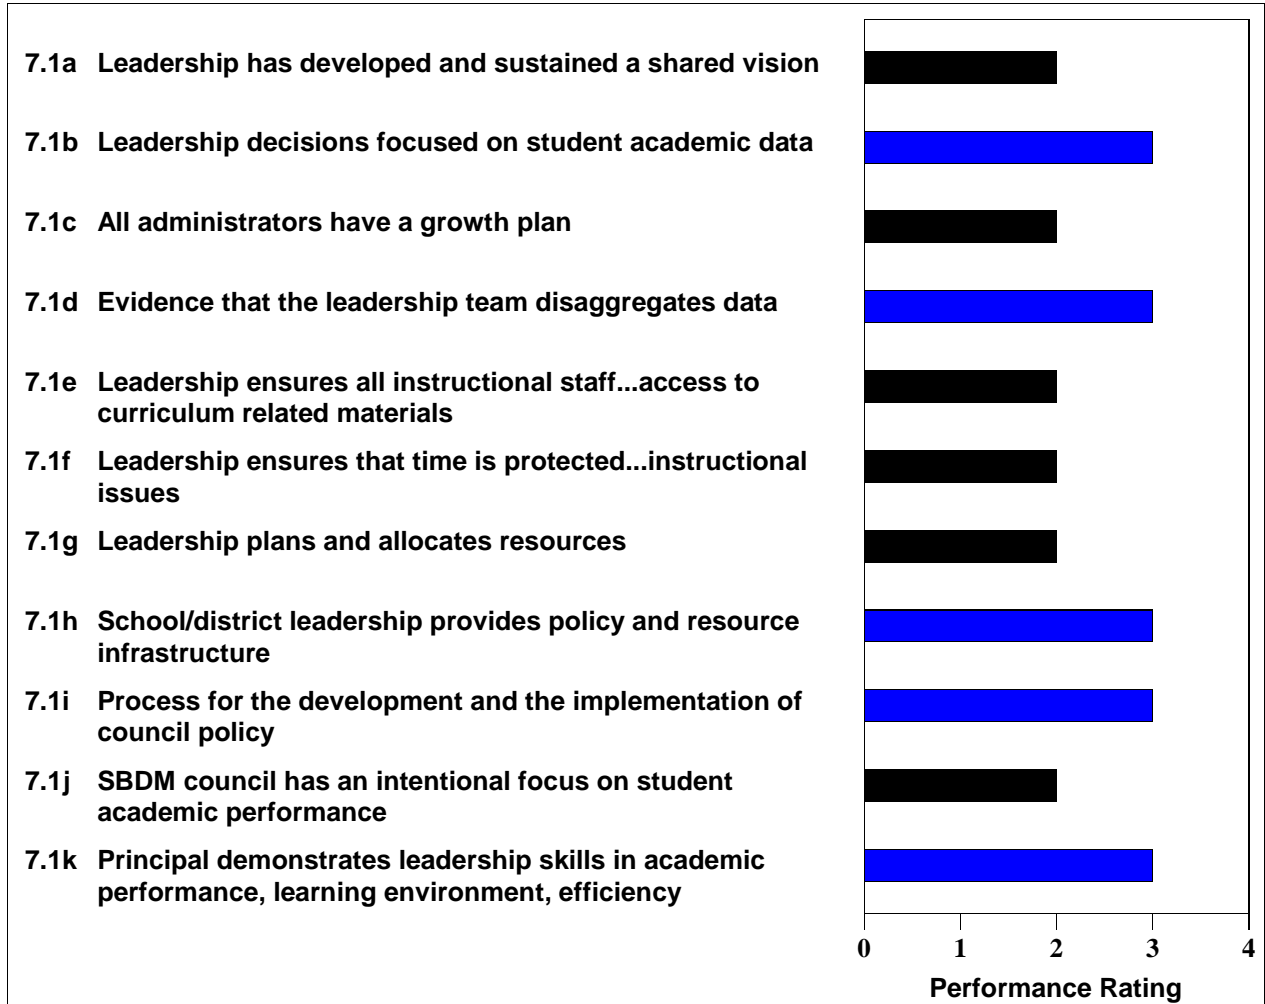 7.1a Leadership has developed and sustained a shared vision
7.1b Leadership decisions focused on student academic data
7.1c All administrators have a growth plan
7.1d Evidence that the leadership team disaggregates data
7.1e Leadership ensures all instructional staff...access to
curriculum related materials
7.1f Leadership ensures that time is protected...instructional
issues
7.1g Leadership plans and allocates resources
7.1h School/district leadership provides policy and resource
infrastructure
7.1i Process for the development and the implementation of
council policy
7.1j SBDM council has an intentional focus on student
academic performance
7.1k Principal demonstrates leadership skills in academic
performance, learning environment, efficiency
0 1 2 3 4
Performance Rating